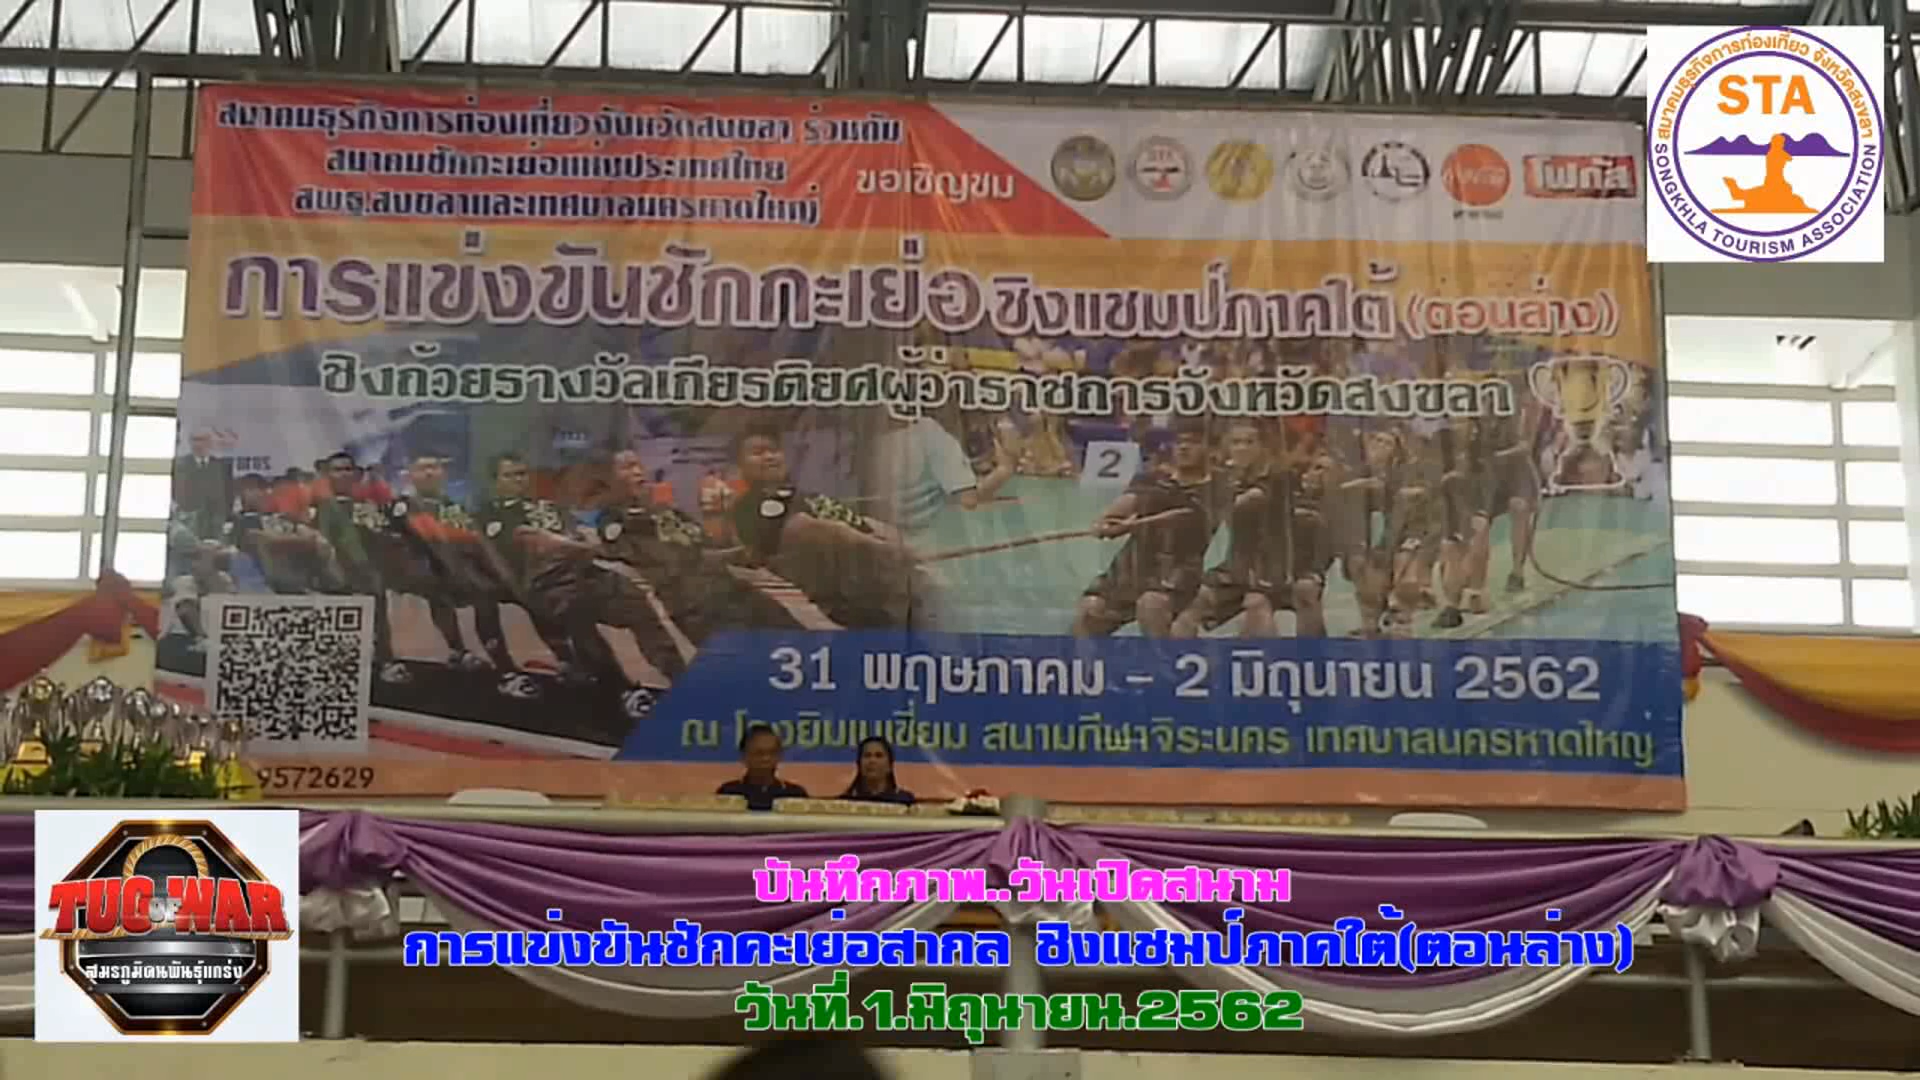 สมาคมธุรกิจการท่องเที่ยวจังหวัดสงขลา ร่วมกับ
สมาคมชักกะเย่อแห่งประเทศไทย
สพฐ.สงขลาและเทศบาลนครหาดใหญ่
ขอเชิญชม
โฟกัส
การแข่งขันชักกะเย่อ ชิงแชมป์ภาคใต้ (ตอนล่าง)
ชิงถ้วยรางวัลเกียรติยศผู้ว่าราชการจังหวัดสงขลา
2
31 พฤษภาคม - 2 มิถุนายน 2562
ณ โรงยิมเนเซี่ยม สนามกีฬาจิระนคร เทศบาลนครหาดใหญ่
9572629
สมาคมธุรกิจการท่องเที่ยว จังหวัดสงขลา
STA
SONGKHLA TOURISM ASSOCIATION
TUG OF WAR
สมรภูมิคนพันธุ์แกร่ง
บันทึกภาพ..วันเปิดสนาม
การแข่งขันชักคะเย่อสากล ชิงแชมป์ภาคใต้(ตอนล่าง)
วันที่.1.มิถุนายน.2562